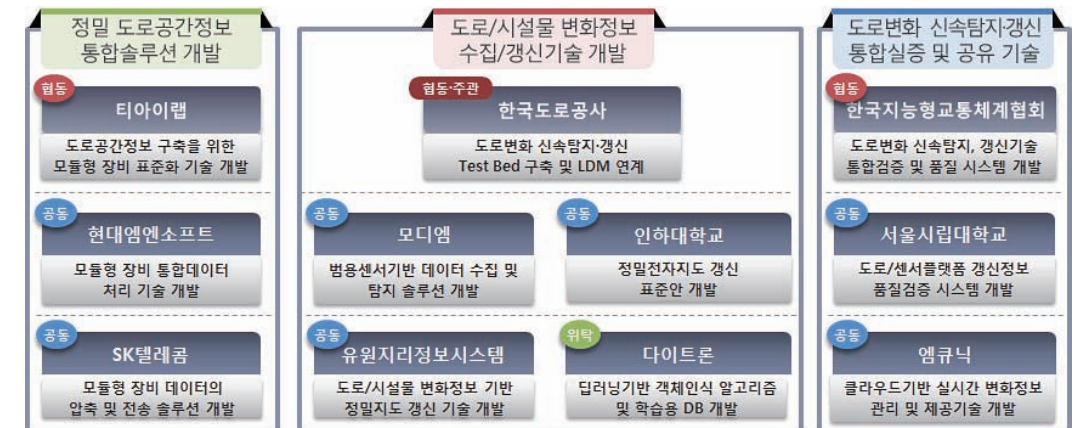 정밀 도로공간정보
통합솔루션 개발
협동
티아이랩
도로공간정보 구축을 위한
모듈형 장비 표준화 기술 개발
공동
현대엠엔소프트
모듈형 장비 통합데이터
처리 기술 개발
공동
SK텔레콤
모듈형 장비 데이터의
압축 및 전송 솔루션 개발
도로/시설물 변화정보
수집/갱신기술 개발
협동·주관
한국도로공사
도로변화 신속탐지·갱신
Test Bed 구축 및 LDM 연계
공동
모디엠
범용센서기반 데이터 수집 및
탐지 솔루션 개발
공동
인하대학교
정밀전자지도 갱신
표준안 개발
공동
유원지리정보시스템
도로/시설물 변화정보 기반
정밀지도 갱신 기술 개발
위탁
다이트론
딥러닝기반 객체인식 알고리즘
및 학습용 DB 개발
도로변화 신속탐지·갱신
통합실증 및 공유 기술
협동
한국지능형교통체계협회
도로변화 신속탐지, 갱신기술
통합검증 및 품질 시스템 개발
공동
서울시립대학교
도로/센서플랫폼 갱신정보
품질검증 시스템 개발
공동
엠큐닉
클라우드기반 실시간 변화정보
관리 및 제공기술 개발